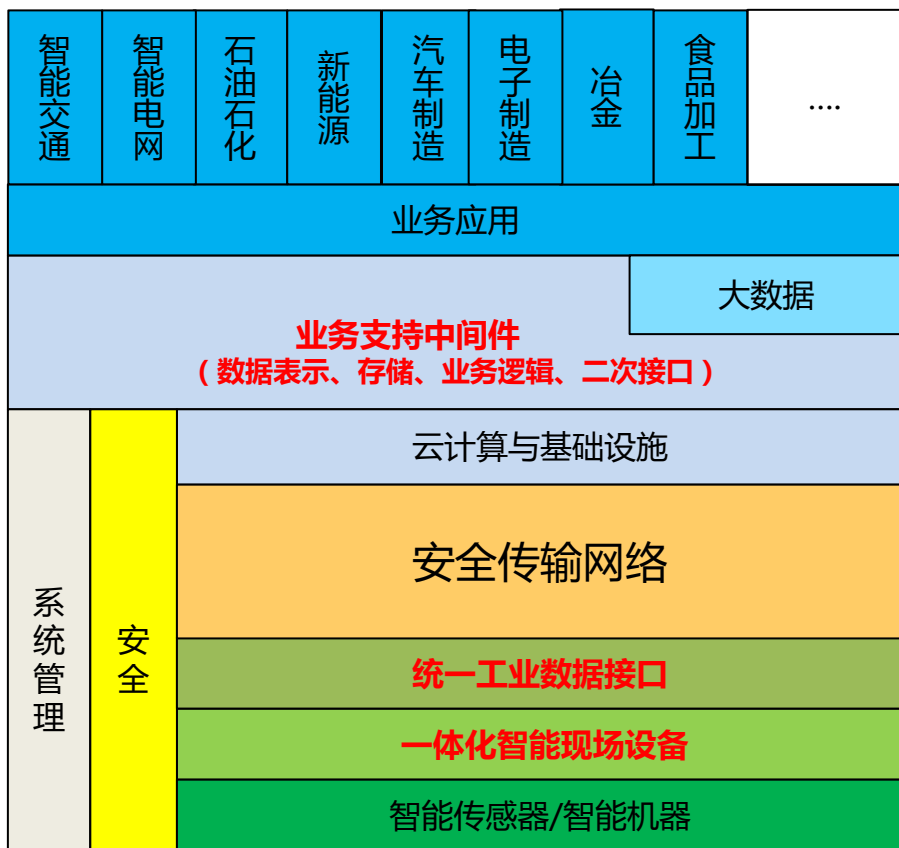 智能交通
智能电网
石油石化
新能源
汽车制造
电子制造
冶金
食品加工
....
业务应用
大数据
业务支持中间件
（数据表示、存储、业务逻辑、二次接口）
系统管理
安全
云计算与基础设施
安全传输网络
统一工业数据接口
一体化智能现场设备
智能传感器/智能机器